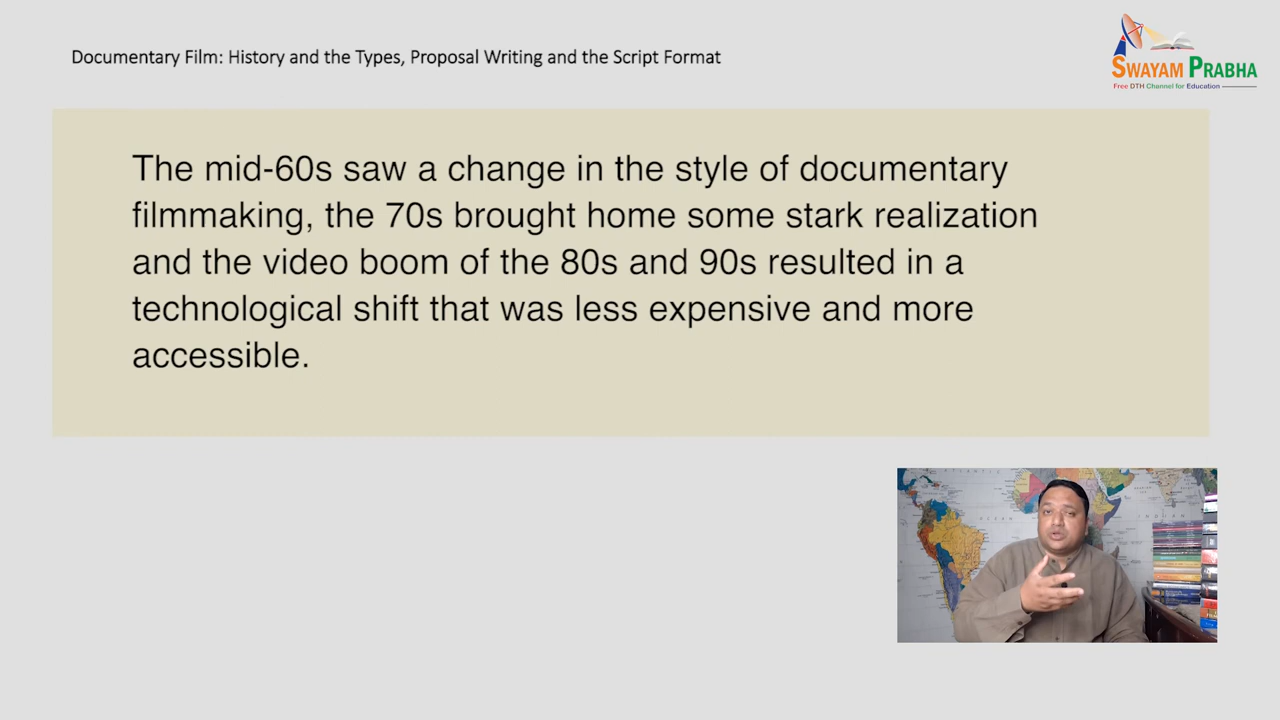 Documentary Film: History and the Types, Proposal Writing and the Script Format
SWAYAM PRABHA
Free DTH Channel for Education
The mid-60s saw a change in the style of documentary
filmmaking, the 70s brought home some stark realization
and the video boom of the 80s and 90s resulted in a
technological shift that was less expensive and more
accessible.